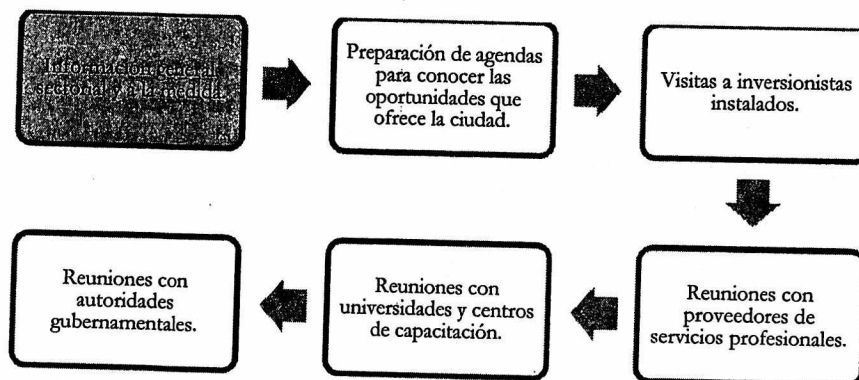 Información general,
sectorial y a la medida.
Preparación de agendas
para conocer las
oportunidades que
ofrece la ciudad.
Visitas a inversionistas
instalados.
Reuniones con
proveedores de
servicios profesionales.
Reuniones con
universidades y centros
de capacitación.
Reuniones con
autoridades
gubernamentales.